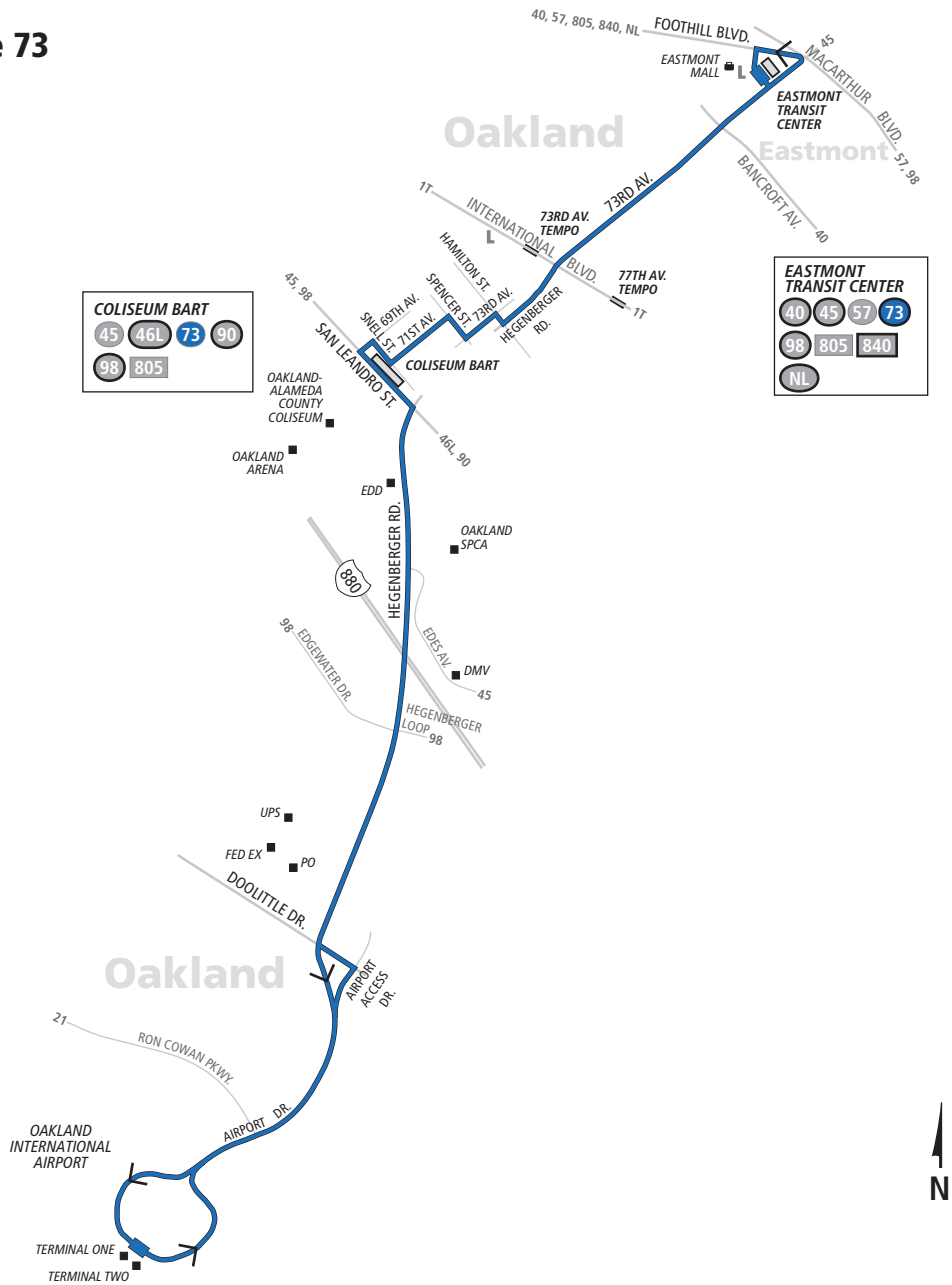 e 73
40, 57, 805, 840, NL
FOOTHILL BLVD.
45
MACARTHUR
BLVD.
57, 98
EASTMONT
MALL
L
EASTMONT
TRANSIT
CENTER
Oakland
Eastmont
BANCROFT AV.
40
73RD AV.
1T
INTERNATIONAL
BLVD.
L
73RD AV.
TEMPO
77TH AV.
TEMPO
1T
HAMILTON ST.
SPENCER ST.
73RD AV.
HEGENBERGER
RD.
45, 98
SNELL ST.
69TH AV.
71ST AV.
SAN LEANDRO ST.
COLISEUM BART
46L, 90
COLISEUM BART
45 46L 73 90
98 805
EASTMONT
TRANSIT CENTER
40 45 57 73
98 805 840
NL
OAKLAND-
ALAMEDA
COUNTY
COLISEUM
OAKLAND
ARENA
EDD
HEGENBERGER RD.
OAKLAND
SPCA
880
98
EDGEWATER DR.
EDES AV.
DMV
45
HEGENBERGER
LOOP
98
UPS
FED EX
PO
DOOLITTLE DR.
Oakland
AIRPORT
ACCESS
DR.
21
RON COWAN PKWY.
AIRPORT DR.
OAKLAND
INTERNATIONAL
AIRPORT
TERMINAL ONE
TERMINAL TWO
N